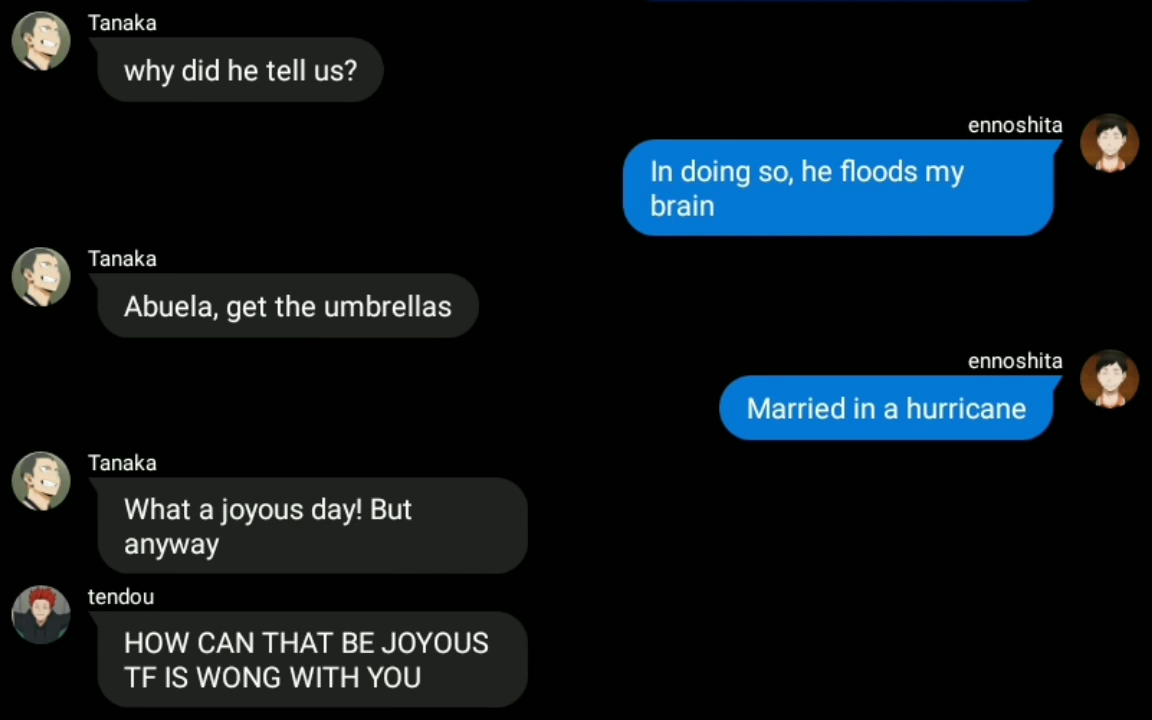 Tanaka
why did he tell us?
ennoshita
In doing so, he floods my
brain
Tanaka
Abuela, get the umbrellas
ennoshita
Married in a hurricane
Tanaka
What a joyous day! But
anyway
tendou
HOW CAN THAT BE JOYOUS
TF IS WONG WITH YOU